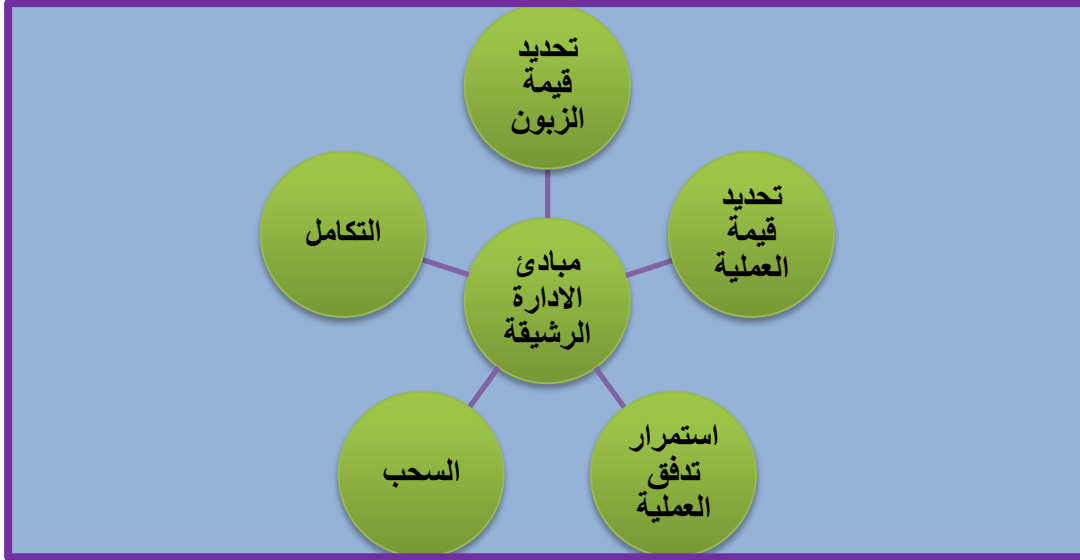 تحديد
قيمة
الزبون
تحديد
قيمة
العملية
استمرار
تدفق
العملية
السحب
التكامل
مبادئ
الادارة
الرشيقة